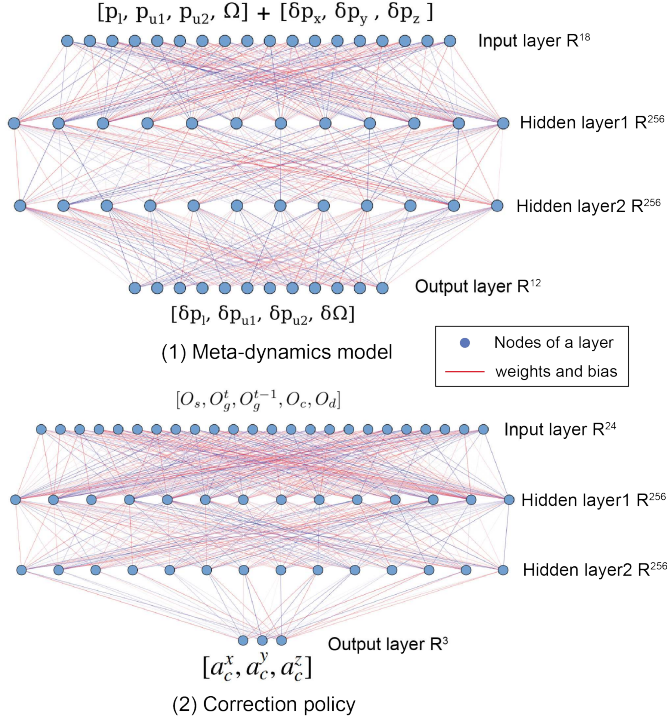 [p_l, p_u1, p_u2, Ω] + [δp_x, δp_y , δp_z ]
Input layer R^18
Hidden layer1 R^256
Hidden layer2 R^256
Output layer R^12
[δp_l, δp_u1, δp_u2, δΩ]
(1) Meta-dynamics model
Nodes of a layer
weights and bias
[O_s, O_g^t, O_g^{t−1}, O_c, O_d]
Input layer R^24
Hidden layer1 R^256
Hidden layer2 R^256
Output layer R^3
[a_c^x, a_c^y, a_c^z]
(2) Correction policy